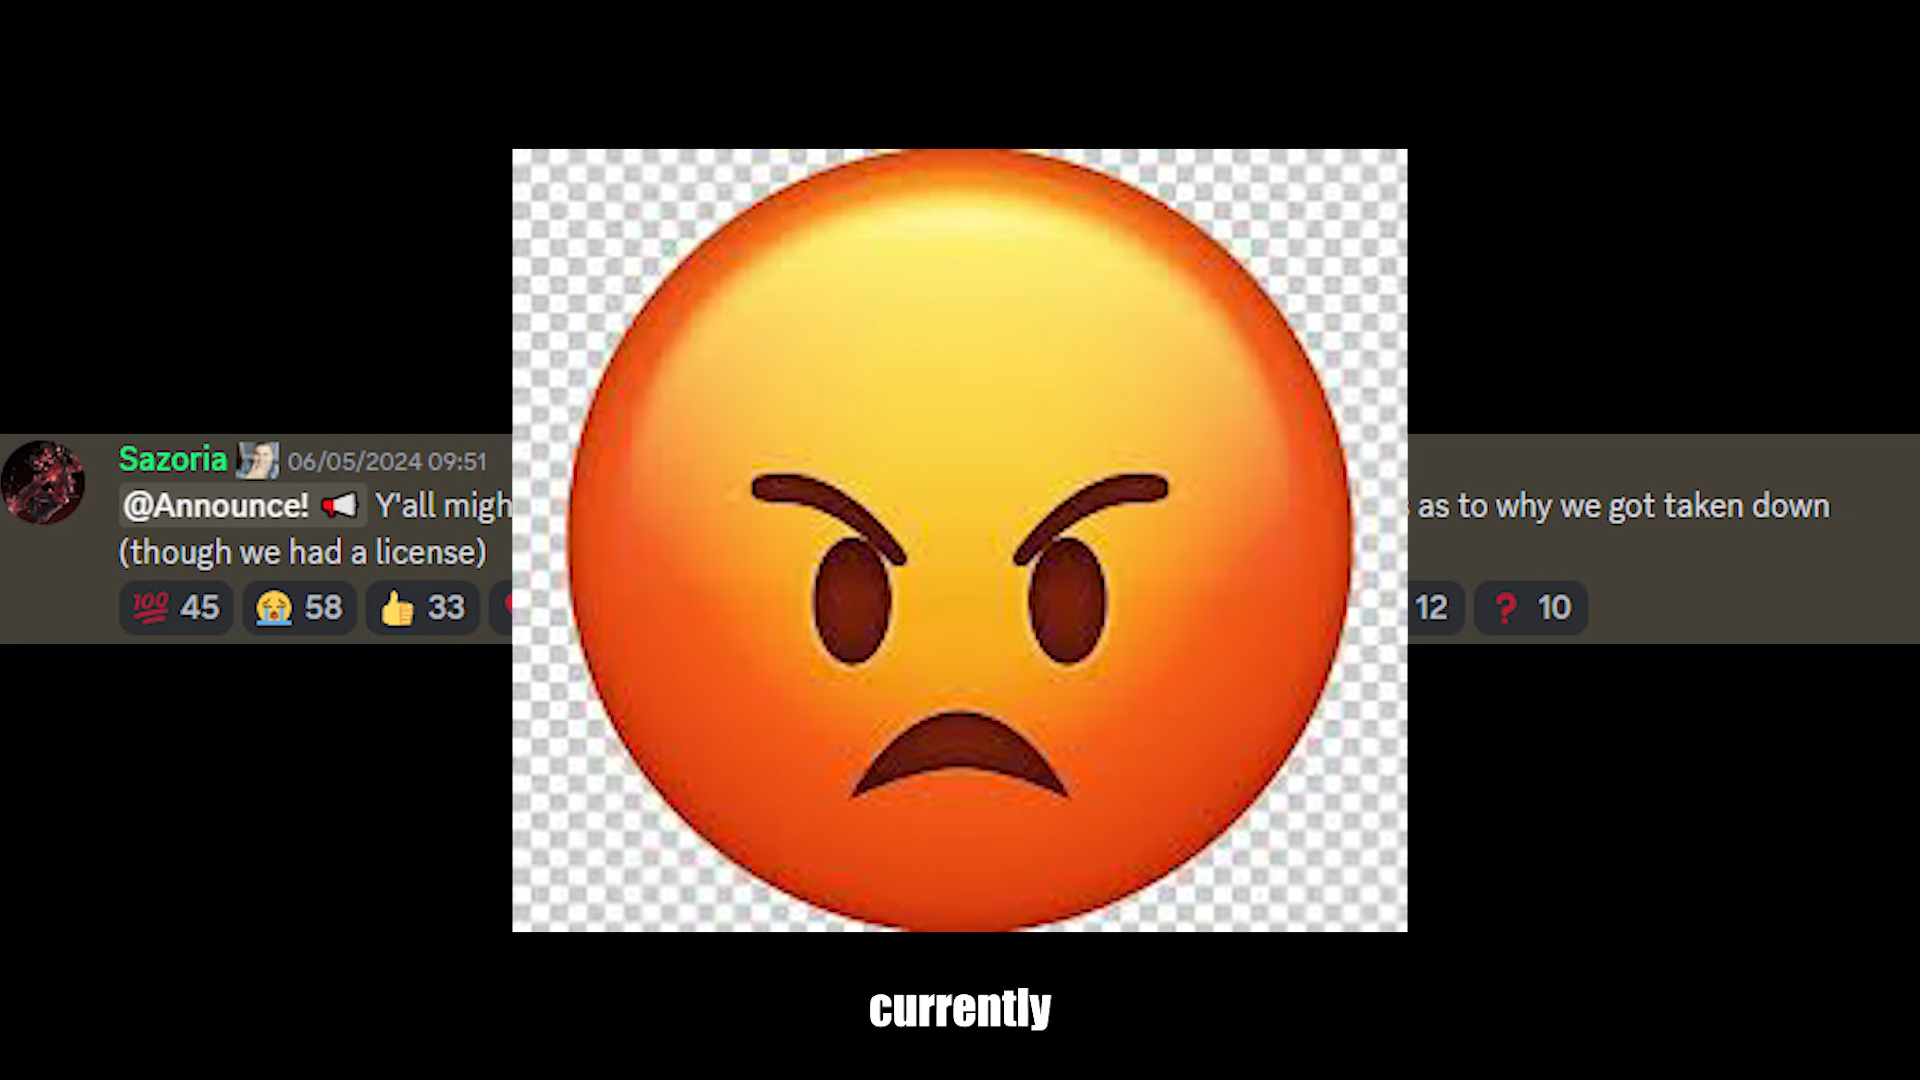 Sazoria 06/05/2024 09:51
@Announce! Y'all as to why we got taken down
(though we had a license)
45 58 33 12 10
currently